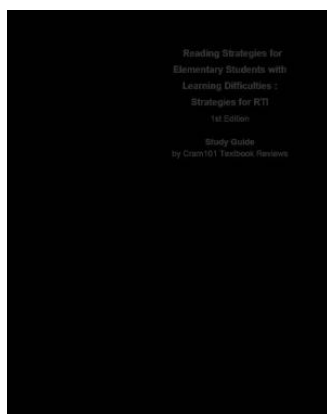 Reading Strategies for
Elementary Students with
Learning Difficulties :
Strategies for RTI
1st Edition
Study Guide
by Cram101 Textbook Reviews